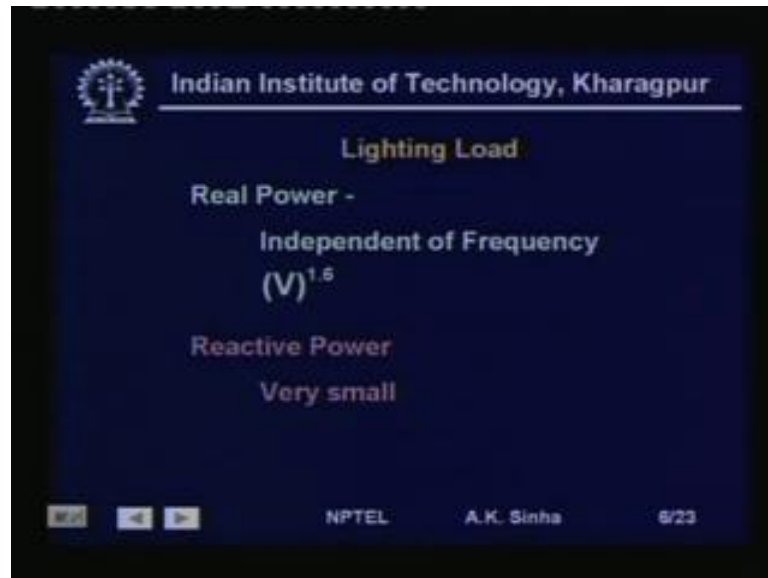 Indian Institute of Technology, Kharagpur
Lighting Load
Real Power -
Independent of Frequency
(V)^1.6
Reactive Power
Very small
NPTEL A.K. Sinha 6/23